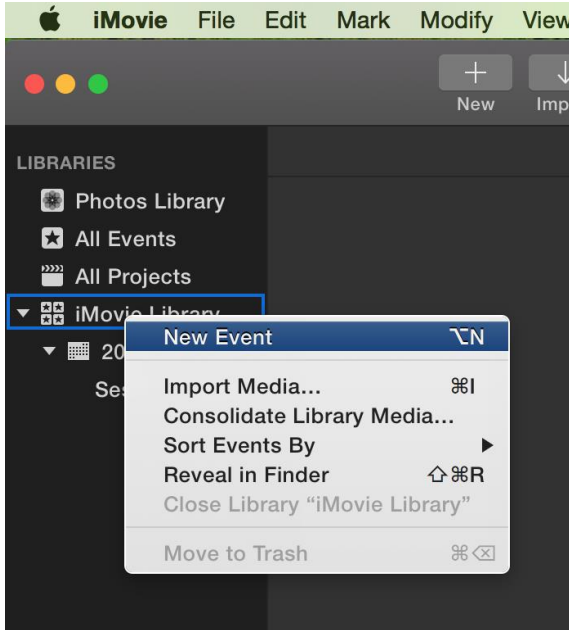 iMovie File Edit Mark Modify View
New
LIBRARIES
Photos Library
All Events
All Projects
iMovie Library
New Event ⌥N
20
Import Media... ⌘I
Consolidate Library Media...
Sort Events By
Reveal in Finder ⇧⌘R
Close Library “iMovie Library”
Move to Trash ⌘⌫